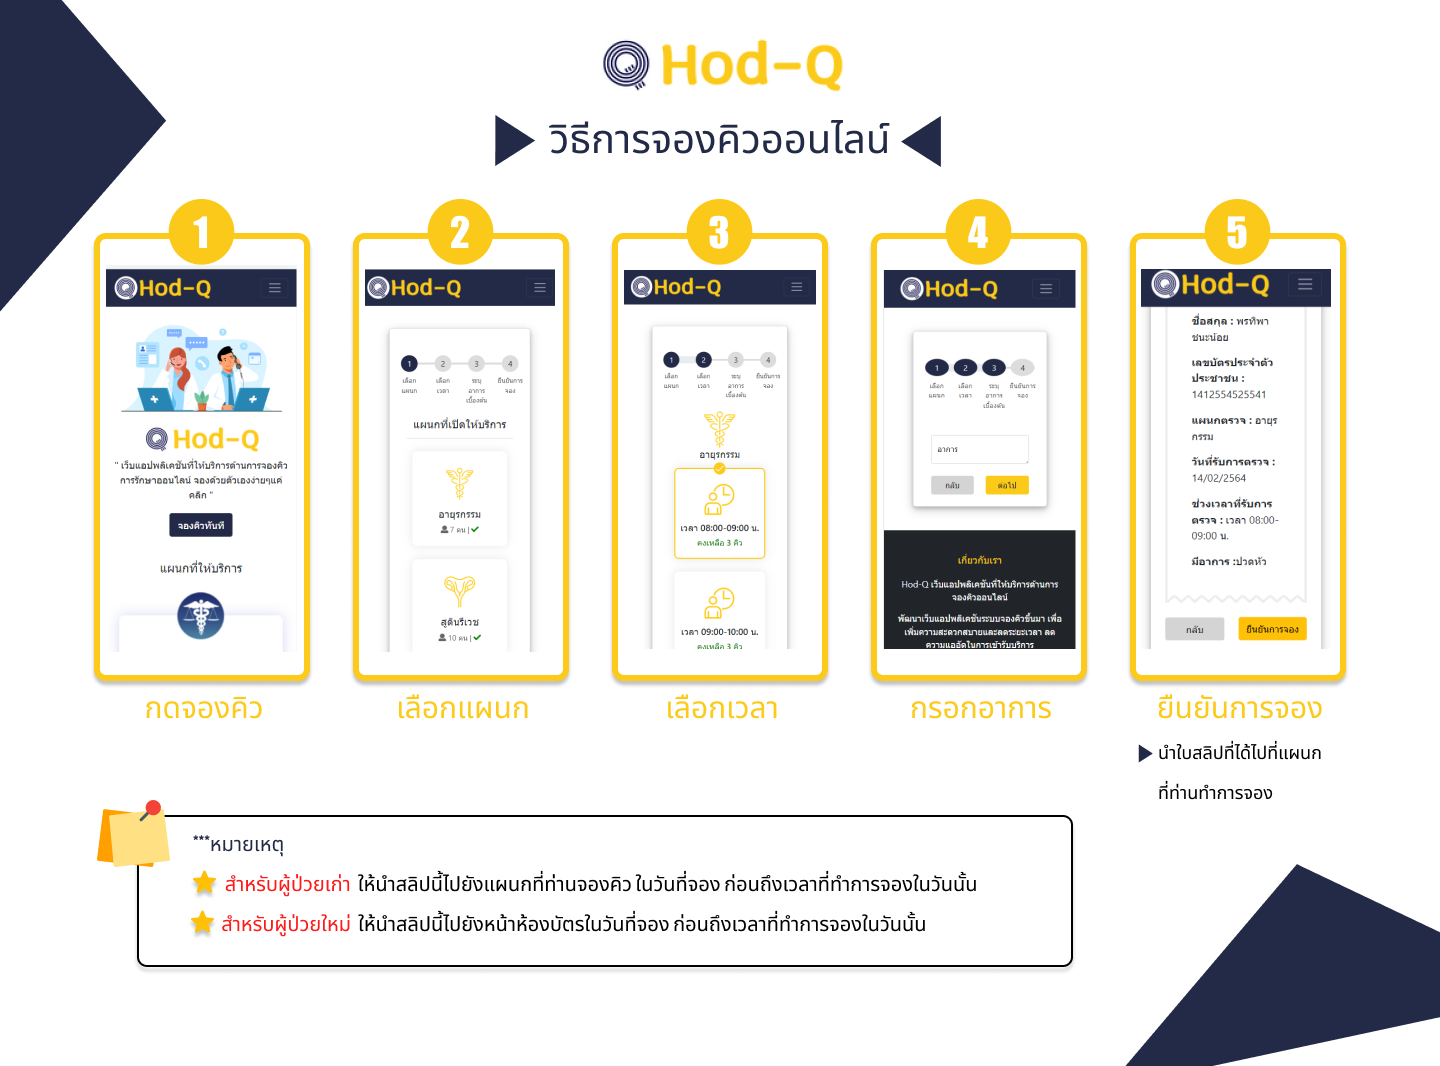 Hod-Q
วิธีการจองคิวออนไลน์
1
Hod-Q
Hod-Q
" เว็บแอปพลิเคชันที่ให้บริการด้านการจองคิว
การรักษาออนไลน์ จองด้วยตัวเองง่ายๆแค่
คลิก "
จองคิวทันที
แผนกที่ให้บริการ
กดจองคิว
2
Hod-Q
1 2 3 4
เลือก
แผนก
เลือก
เวลา
ระบุ
อาการ
เบื้องต้น
ยืนยันการ
จอง
แผนกที่เปิดให้บริการ
อายุรกรรม
7 คน |
สูตินรีเวช
10 คน |
เลือกแผนก
3
Hod-Q
1 2 3 4
เลือก
แผนก
เลือก
เวลา
ระบุ
อาการ
เบื้องต้น
ยืนยันการ
จอง
อายุรกรรม
เวลา 08:00-09:00 น.
คงเหลือ 3 คิว
เวลา 09:00-10:00 น.
คงเหลือ 3 คิว
เลือกเวลา
4
Hod-Q
1 2 3 4
เลือก
แผนก
เลือก
เวลา
ระบุ
อาการ
เบื้องต้น
ยืนยันการ
จอง
อาการ
กลับ ต่อไป
เกี่ยวกับเรา
Hod-Q เว็บแอปพลิเคชันที่ให้บริการด้านการ
จองคิวออนไลน์
พัฒนาเว็บแอปพลิเคชันระบบจองคิวขึ้นมา เพื่อ
เพิ่มความสะดวกสบายและลดระยะเวลา ลด
ความแออัดในการเข้ารับบริการ
กรอกอาการ
5
Hod-Q
ชื่อสกุล : พรทิพา
ชนะน้อย
เลขบัตรประจำตัว
ประชาชน :
1412554525541
แผนกตรวจ : อายุร
กรรม
วันที่รับการตรวจ :
14/02/2564
ช่วงเวลาที่รับการ
ตรวจ : เวลา 08:00-
09:00 น.
มีอาการ :ปวดหัว
กลับ ยืนยันการจอง
ยืนยันการจอง
นำใบสลิปที่ได้ไปที่แผนก
ที่ท่านทำการจอง
***หมายเหตุ
สำหรับผู้ป่วยเก่า ให้นำสลิปนี้ไปยังแผนกที่ท่านจองคิว ในวันที่จอง ก่อนถึงเวลาที่ทำการจองในวันนั้น
สำหรับผู้ป่วยใหม่ ให้นำสลิปนี้ไปยังหน้าห้องบัตรในวันที่จอง ก่อนถึงเวลาที่ทำการจองในวันนั้น